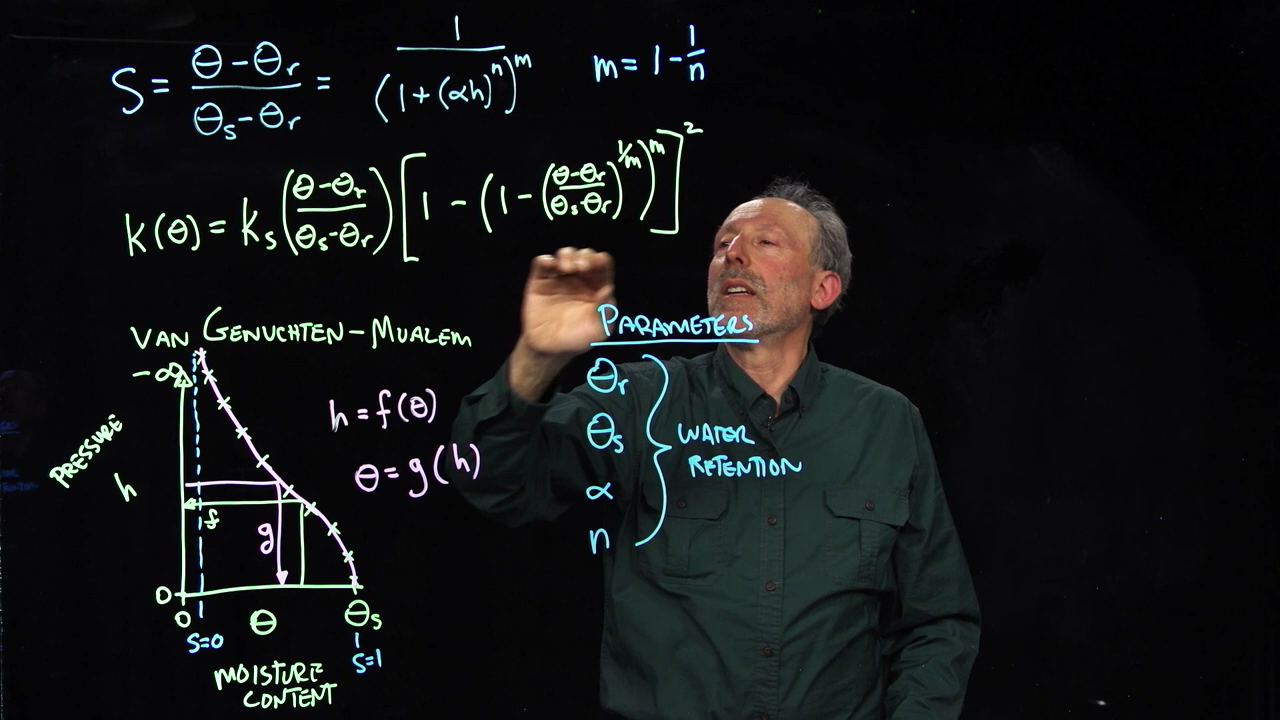 S = (θ-θr)/(θs-θr) = 1/(1+(αh)^n)^m
m = 1-1/n
k(θ) = ks((θ-θr)/(θs-θr))[1-(1-((θ-θr)/(θs-θr))^1/m)^m]^2
VAN GENUCHTEN-MUALEM
-∞
PRESSURE
h
f
g
0
0
θ
θs
S=0
S=1
MOISTURE
CONTENT
h=f(θ)
θ=g(h)
PARAMETERS
θr
θs
α
n
WATER
RETENTION